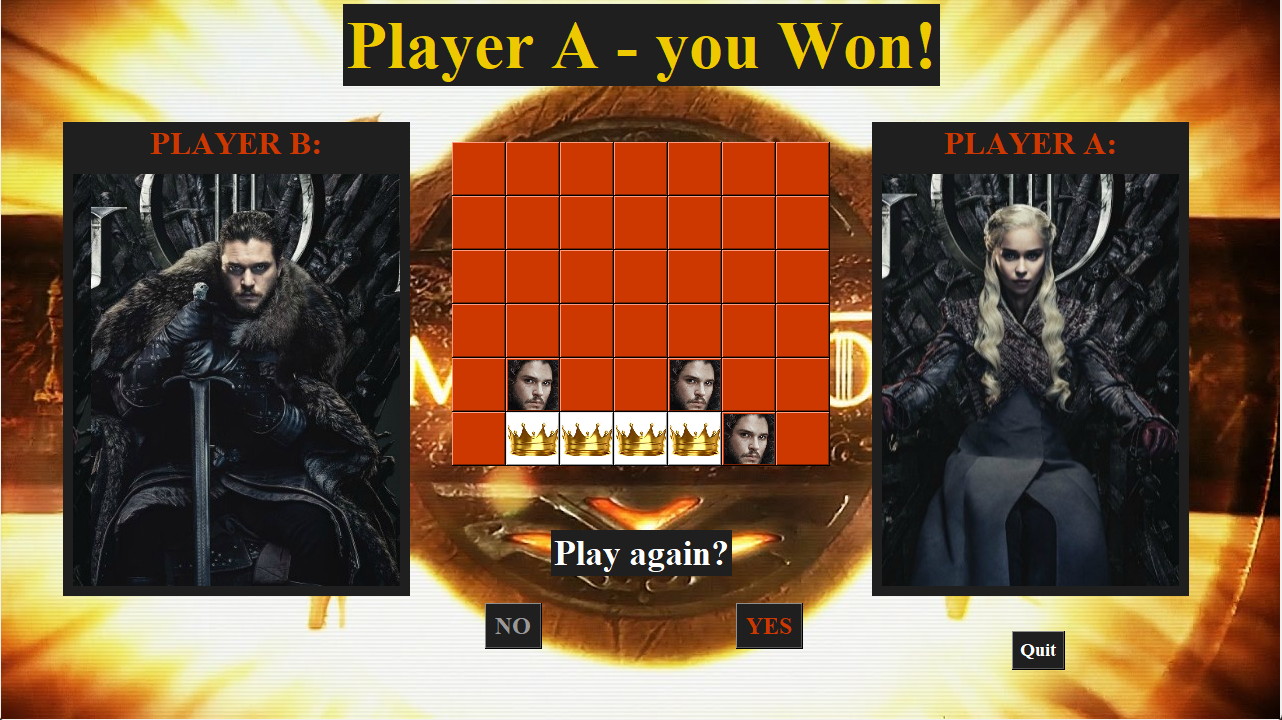 Player A - you Won!
PLAYER B:
PLAYER A:
Play again?
NO
YES
Quit